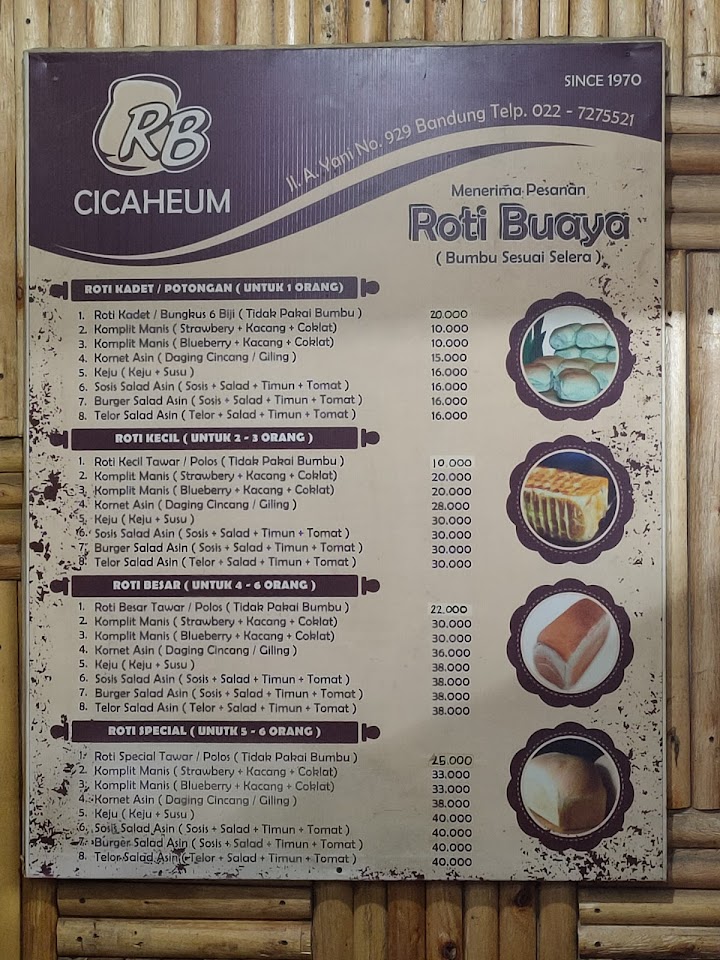 SINCE 1970
RB
CICAHEUM
Jl. A. Yani No. 929 Bandung Telp. 022 - 7275521
Menerima Pesanan
Roti Buaya
( Bumbu Sesuai Selera )
ROTI KADET / POTONGAN ( UNTUK 1 ORANG)
1. Roti Kadet / Bungkus 6 Biji ( Tidak Pakai Bumbu ) 20.000
2. Komplit Manis ( Strawbery + Kacang + Coklat) 10.000
3. Komplit Manis ( Blueberry + Kacang + Coklat) 10.000
4. Kornet Asin ( Daging Cincang / Giling ) 15.000
5. Keju ( Keju + Susu ) 16.000
6. Sosis Salad Asin ( Sosis + Salad + Timun + Tomat ) 16.000
7. Burger Salad Asin ( Sosis + Salad + Timun + Tomat ) 16.000
8. Telor Salad Asin ( Telor + Salad + Timun + Tomat ) 16.000
ROTI KECIL ( UNTUK 2 - 3 ORANG )
1. Roti Kecil Tawar / Polos ( Tidak Pakai Bumbu ) 10.000
2. Komplit Manis ( Strawbery + Kacang + Coklat) 20.000
3. Komplit Manis ( Blueberry + Kacang + Coklat) 20.000
4. Kornet Asin ( Daging Cincang / Giling ) 28.000
5. Keju ( Keju + Susu ) 30.000
6. Sosis Salad Asin ( Sosis + Salad + Timun + Tomat ) 30.000
7. Burger Salad Asin ( Sosis + Salad + Timun + Tomat ) 30.000
8. Telor Salad Asin ( Telor + Salad + Timun + Tomat ) 30.000
ROTI BESAR ( UNTUK 4 - 6 ORANG )
1. Roti Besar Tawar / Polos ( Tidak Pakai Bumbu ) 22.000
2. Komplit Manis ( Strawbery + Kacang + Coklat) 30.000
3. Komplit Manis ( Blueberry + Kacang + Coklat) 30.000
4. Kornet Asin ( Daging Cincang / Giling ) 36.000
5. Keju ( Keju + Susu ) 38.000
6. Sosis Salad Asin ( Sosis + Salad + Timun + Tomat ) 38.000
7. Burger Salad Asin ( Sosis + Salad + Timun + Tomat ) 38.000
8. Telor Salad Asin ( Telor + Salad + Timun + Tomat ) 38.000
ROTI SPECIAL ( UNUTK 5 - 6 ORANG )
1. Roti Special Tawar / Polos ( Tidak Pakai Bumbu ) 25.000
2. Komplit Manis ( Strawbery + Kacang + Coklat) 33.000
3. Komplit Manis ( Blueberry + Kacang + Coklat) 33.000
4. Kornet Asin ( Daging Cincang / Giling ) 38.000
5. Keju ( Keju + Susu ) 40.000
6. Sosis Salad Asin ( Sosis + Salad + Timun + Tomat ) 40.000
7. Burger Salad Asin ( Sosis + Salad + Timun + Tomat ) 40.000
8. Telor Salad Asin ( Telor + Salad + Timun + Tomat ) 40.000